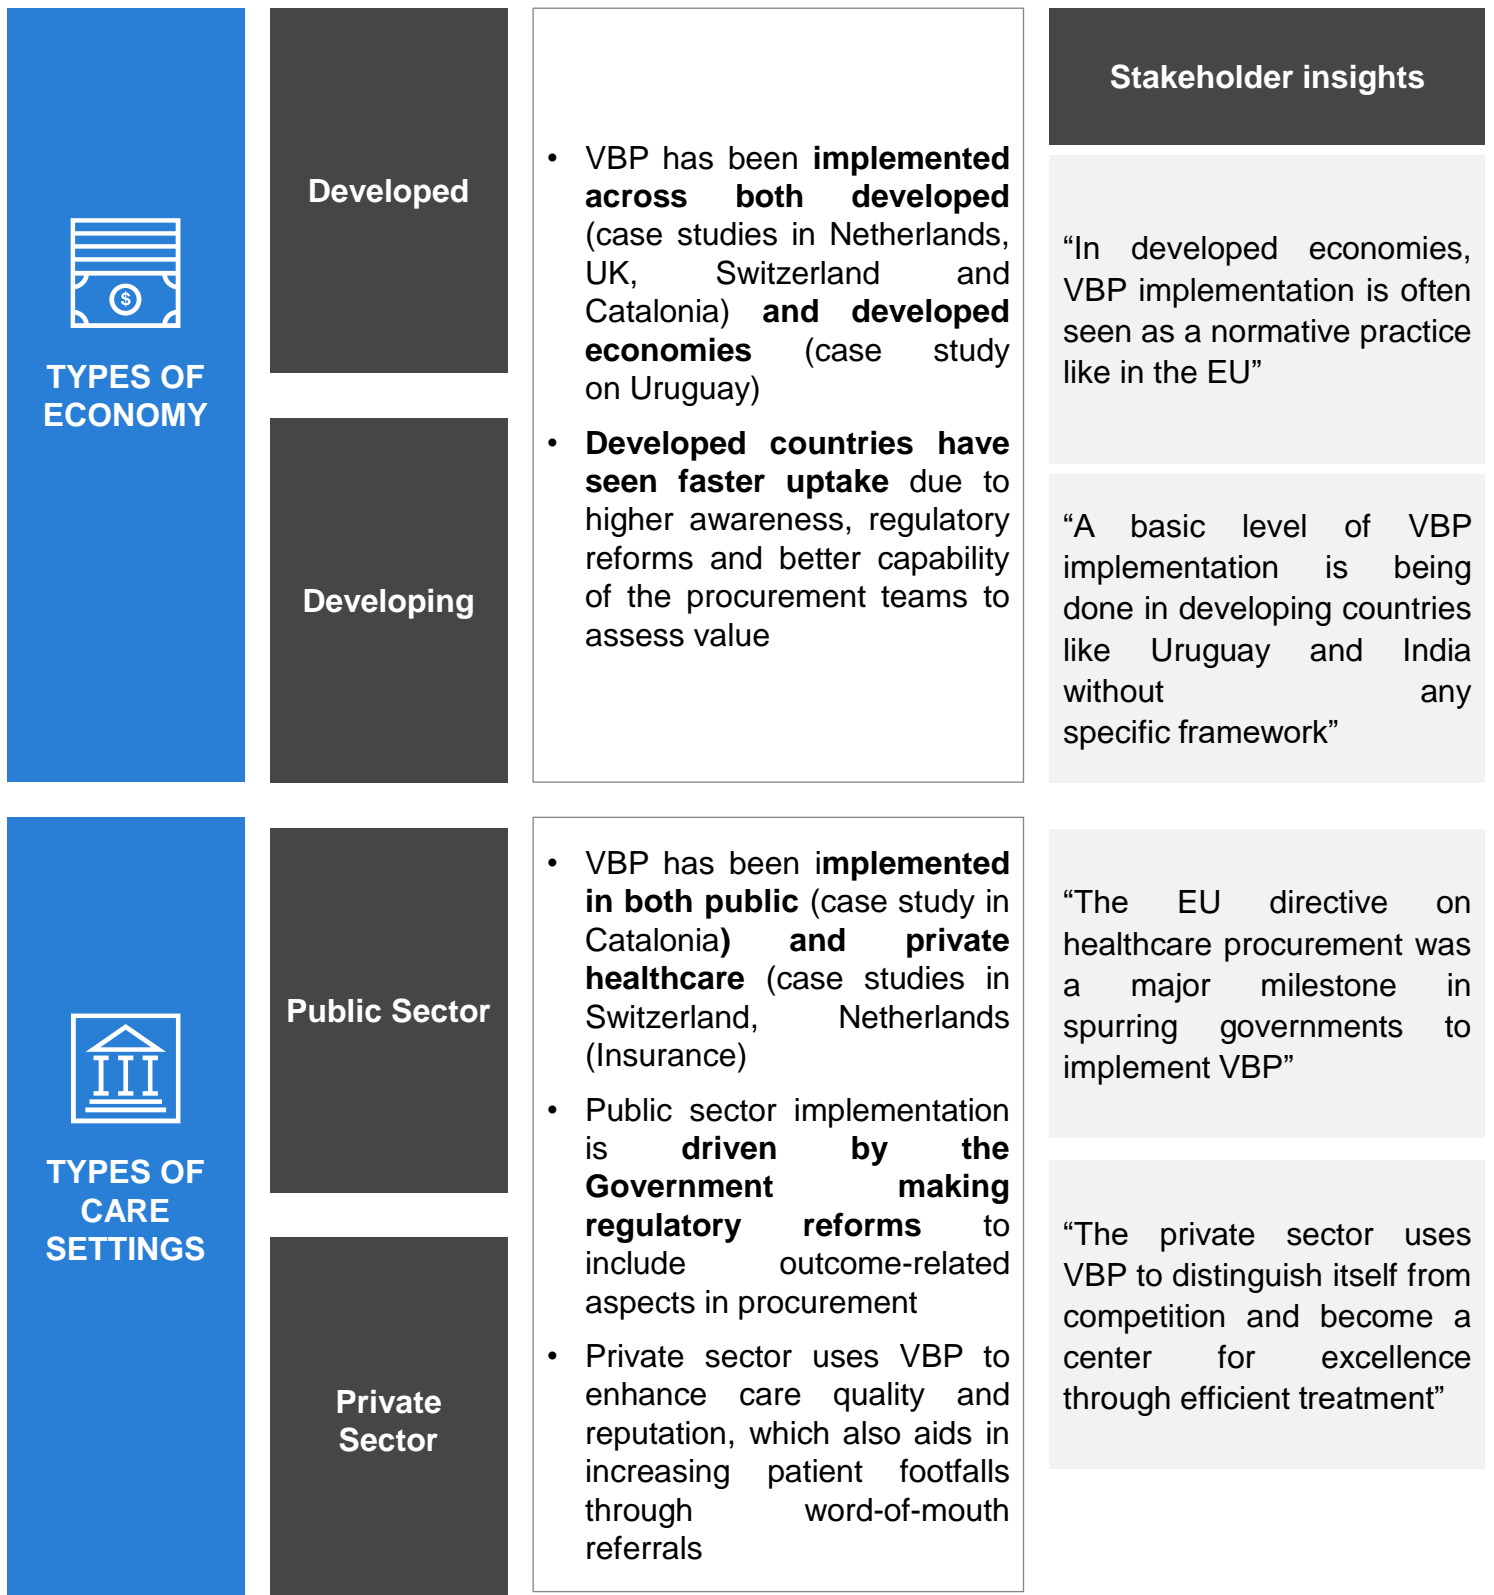 TYPES OF
ECONOMY
Developed
Developing
• VBP has been implemented
across both developed
(case studies in Netherlands,
UK, Switzerland and
Catalonia) and developed
economies (case study
on Uruguay)
• Developed countries have
seen faster uptake due to
higher awareness, regulatory
reforms and better capability
of the procurement teams to
assess value
Stakeholder insights
“In developed economies,
VBP implementation is often
seen as a normative practice
like in the EU”
“A basic level of VBP
implementation is being
done in developing countries
like Uruguay and India
without any
specific framework”
TYPES OF
CARE
SETTINGS
Public Sector
Private
Sector
• VBP has been implemented
in both public (case study in
Catalonia) and private
healthcare (case studies in
Switzerland, Netherlands
(Insurance)
• Public sector implementation
is driven by the
Government making
regulatory reforms to
include outcome-related
aspects in procurement
• Private sector uses VBP to
enhance care quality and
reputation, which also aids in
increasing patient footfalls
through word-of-mouth
referrals
“The EU directive on
healthcare procurement was
a major milestone in
spurring governments to
implement VBP”
“The private sector uses
VBP to distinguish itself from
competition and become a
center for excellence
through efficient treatment”